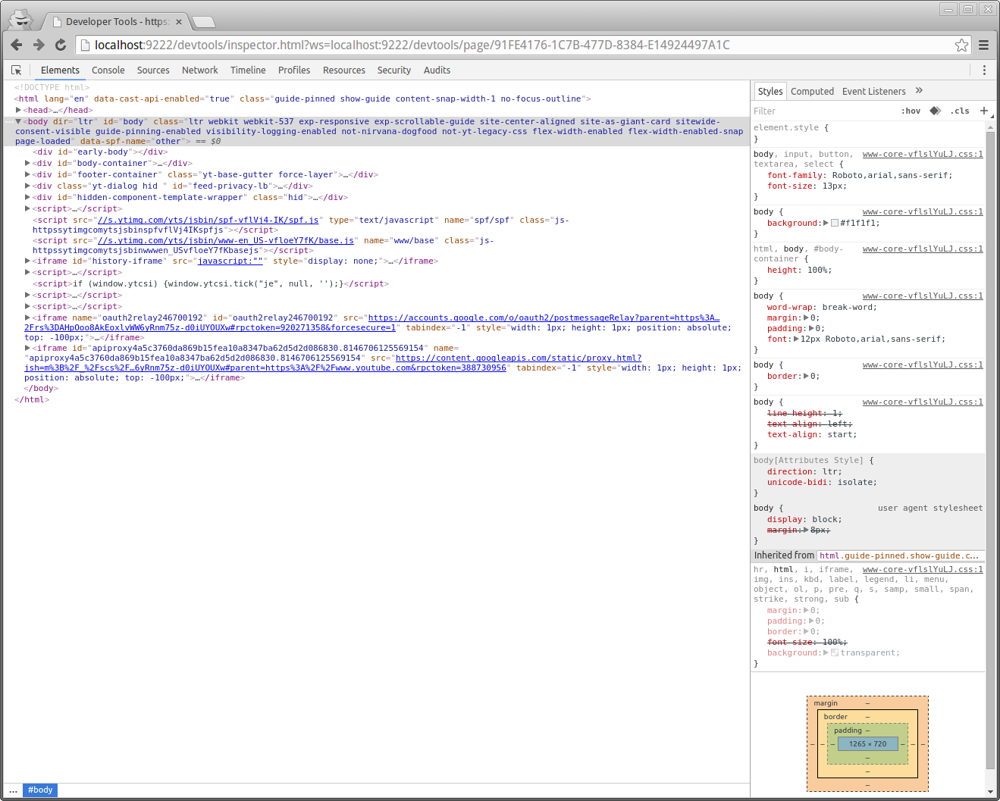 Developer Tools - https:
localhost:9222/devtools/inspector.html?ws=localhost:9222/devtools/page/91FE4176-1C7B-477D-8384-E14924497A1C
Elements Console Sources Network Timeline Profiles Resources Security Audits
<!DOCTYPE html>
<html lang="en" data-cast-api-enabled="true" class="guide-pinned show-guide content-snap-width-1 no-focus-outline">
<head>…</head>
<body dir="ltr" id="body" class="ltr webkit webkit-537 exp-responsive exp-scrollable-guide site-center-aligned site-as-giant-card sitewide-
consent-visible guide-pinning-enabled visibility-logging-enabled not-nirvana-dogfood not-yt-legacy-css flex-width-enabled flex-width-enabled-snap
page-loaded" data-spf-name="other"> == $0
<div id="early-body"></div>
<div id="body-container">…</div>
<div id="footer-container" class="yt-base-gutter force-layer">…</div>
<div class="yt-dialog hid " id="feed-privacy-lb">…</div>
<div id="hidden-component-template-wrapper" class="hid">…</div>
<script>…</script>
<script src="//s.ytimg.com/yts/jsbin/spf-vflVj4-IK/spf.js" type="text/javascript" name="spf/spf" class="js-
httpssytimgcomytsjsbinspfvflVj4IKspfjs"></script>
<script src="//s.ytimg.com/yts/jsbin/www-en_US-vfloeY7fK/base.js" name="www/base" class="js-
httpssytimgcomytsjsbinwwwen_USvfloeY7fKbasejs"></script>
<iframe id="history-iframe" src="javascript:""" style="display: none;">…</iframe>
<script>…</script>
<script>if (window.ytcsi) {window.ytcsi.tick("je", null, '');}</script>
<script>…</script>
<script>…</script>
<iframe name="oauth2relay246700192" id="oauth2relay246700192" src="https://accounts.google.com/o/oauth2/postmessageRelay?parent=https%3A…
2Frs%3DAHpOoo8AkEoxlvWW6yRnm75z-d0iUYOUXw#rpctoken=920271358&forcesecure=1" tabindex="-1" style="width: 1px; height: 1px; position: absolute;
top: -100px;">…</iframe>
<iframe id="apiproxy4a5c3760da869b15fea10a8347ba62d5d2d086830.8146706125569154" name=
"apiproxy4a5c3760da869b15fea10a8347ba62d5d2d086830.8146706125569154" src="https://content.googleapis.com/static/proxy.html?
jsh=m%3B%2F_%2Fscs%2F…6yRnm75z-d0iUYOUXw#parent=https%3A%2F%2Fwww.youtube.com&rpctoken=388730956" tabindex="-1" style="width: 1px; height: 1px;
position: absolute; top: -100px;">…</iframe>
</body>
</html>
… #body
Styles Computed Event Listeners »
Filter :hov .cls +
element.style {
}
body, input, button, www-core-vflslYuLJ.css:1
textarea, select {
font-family: Roboto,arial,sans-serif;
font-size: 13px;
}
body { www-core-vflslYuLJ.css:1
background: #f1f1f1;
}
html, body, #body- www-core-vflslYuLJ.css:1
container {
height: 100%;
}
body { www-core-vflslYuLJ.css:1
word-wrap: break-word;
margin: 0;
padding: 0;
font: 12px Roboto,arial,sans-serif;
}
body { www-core-vflslYuLJ.css:1
border: 0;
}
body { www-core-vflslYuLJ.css:1
line-height: 1;
text-align: left;
text-align: start;
}
body[Attributes Style] {
direction: ltr;
unicode-bidi: isolate;
}
body { user agent stylesheet
display: block;
margin: 8px;
}
Inherited from html.guide-pinned.show-guide.c…
hr, html, i, iframe, www-core-vflslYuLJ.css:1
img, ins, kbd, label, legend, li, menu,
object, ol, p, pre, q, s, samp, small, span,
strike, strong, sub {
margin: 0;
padding: 0;
border: 0;
font-size: 100%;
background: transparent;
}
margin –
border –
padding –
– – – 1265 × 720 – – –
–
–
–